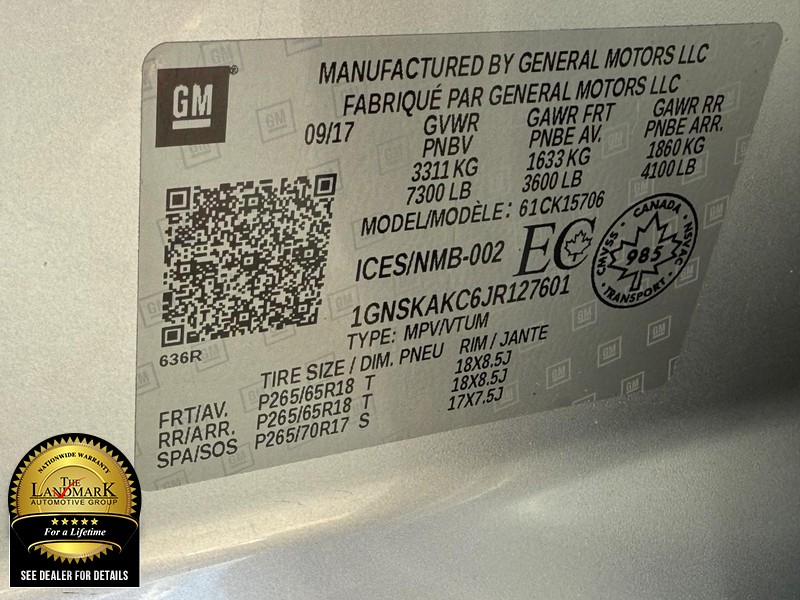 GM
MANUFACTURED BY GENERAL MOTORS LLC
FABRIQUÉ PAR GENERAL MOTORS LLC
09/17 GVWR GAWR FRT GAWR RR
PNBV PNBE AV. PNBE ARR.
3311 KG 1633 KG 1860 KG
7300 LB 3600 LB 4100 LB
MODEL/MODÈLE: 61CK15706
ICES/NMB-002 EC
CANADA
CMVSS 985 NSVAC
TRANSPORT
1GNSKAKC6JR127601
TYPE: MPV/VTUM
636R
TIRE SIZE / DIM. PNEU RIM / JANTE
FRT/AV. P265/65R18 T 18X8.5J
RR/ARR. P265/65R18 T 18X8.5J
SPA/SOS P265/70R17 S 17X7.5J
NATIONWIDE WARRANTY
THE
LANDMARK
AUTOMOTIVE GROUP
For a Lifetime
SEE DEALER FOR DETAILS